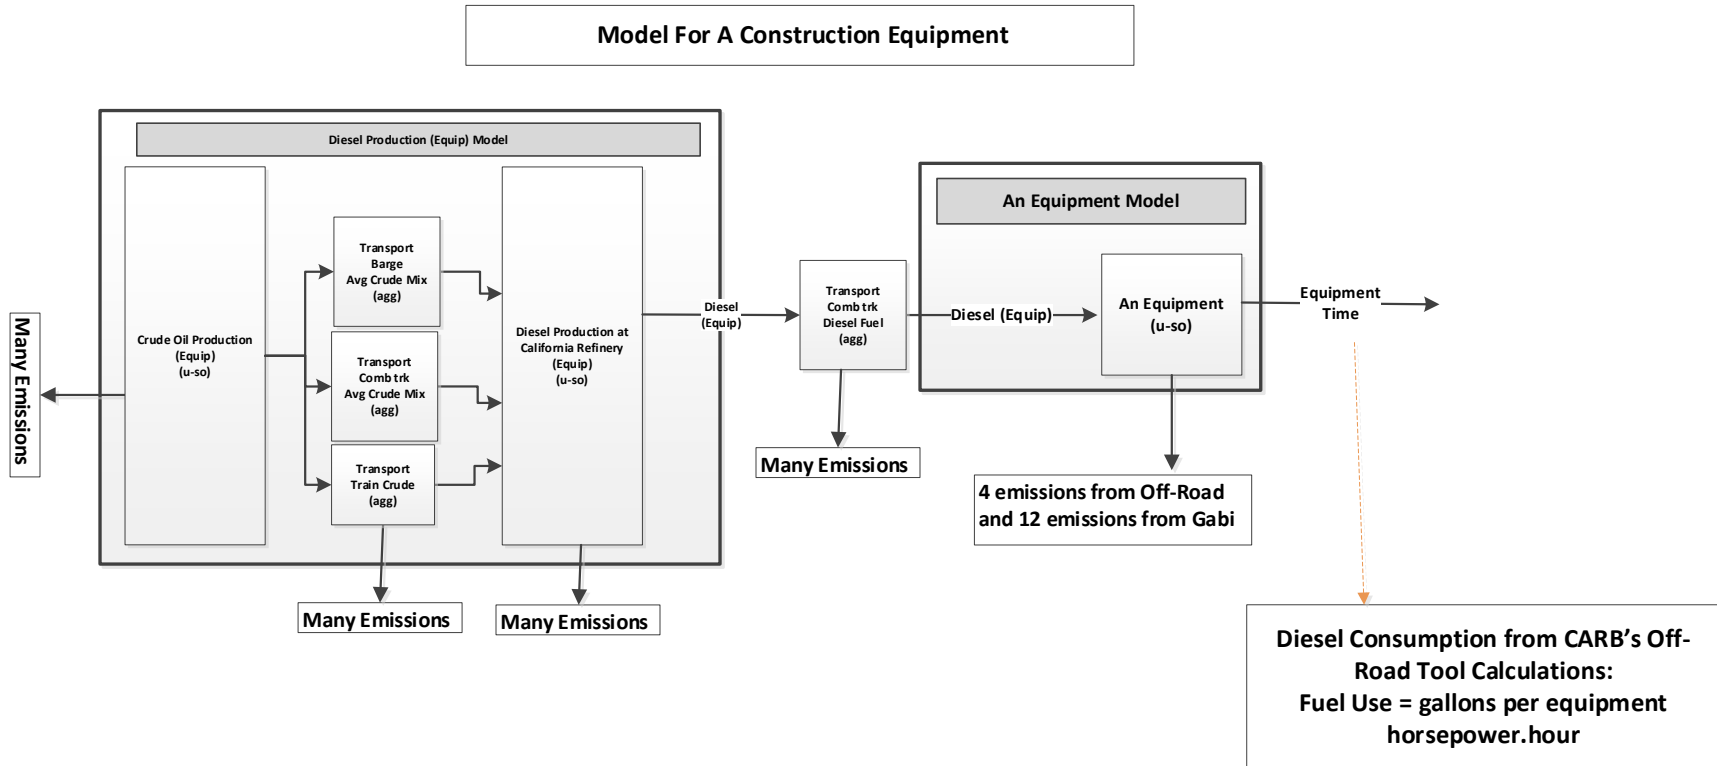 Model For A Construction Equipment
Diesel Production (Equip) Model
Many Emissions
Crude Oil Production
(Equip)
(u-so)
Transport
Barge
Avg Crude Mix
(agg)
Transport
Comb trk
Avg Crude Mix
(agg)
Transport
Train Crude
(agg)
Diesel Production at
California Refinery
(Equip)
(u-so)
Many Emissions
Many Emissions
Diesel
(Equip)
Transport
Comb trk
Diesel Fuel
(agg)
Many Emissions
An Equipment Model
Diesel (Equip)
An Equipment
(u-so)
4 emissions from Off-Road
and 12 emissions from Gabi
Equipment
Time
Diesel Consumption from CARB’s Off-
Road Tool Calculations:
Fuel Use = gallons per equipment
horsepower.hour